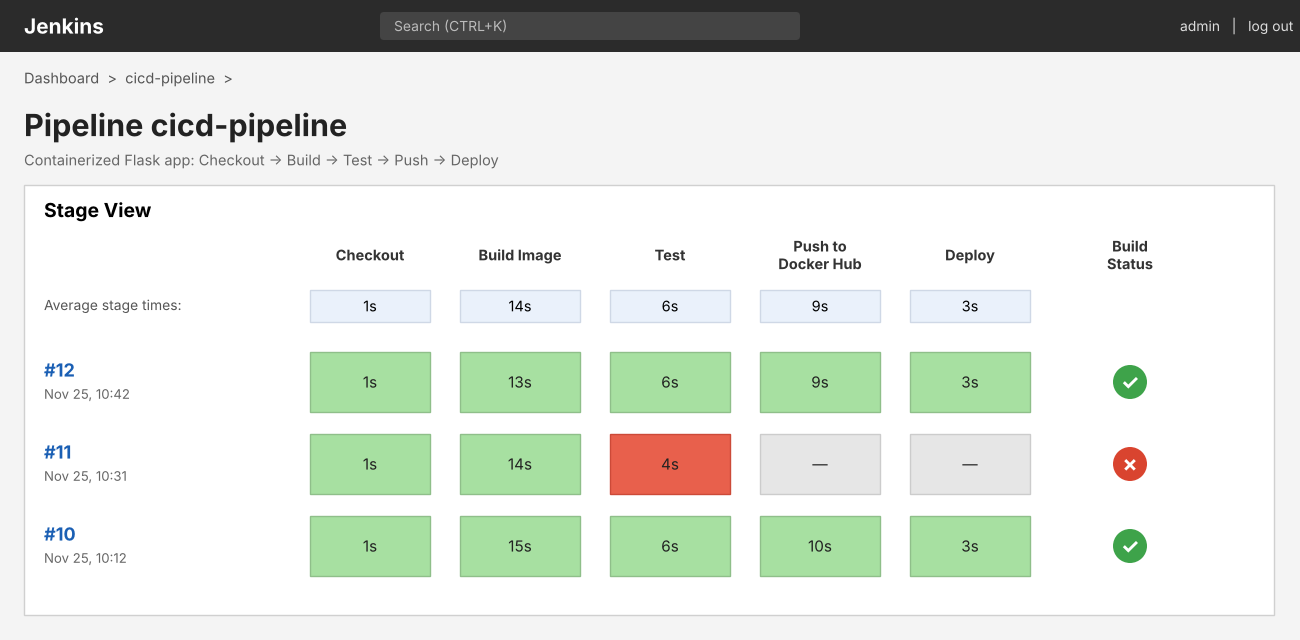 Jenkins
Search (CTRL+K)
admin | log out
Dashboard > cicd-pipeline >
Pipeline cicd-pipeline
Containerized Flask app: Checkout → Build → Test → Push → Deploy
Stage View
Checkout Build Image Test Push to Docker Hub Deploy Build Status
Average stage times: 1s 14s 6s 9s 3s
#12
Nov 25, 10:42
1s 13s 6s 9s 3s
#11
Nov 25, 10:31
1s 14s 4s — —
#10
Nov 25, 10:12
1s 15s 6s 10s 3s